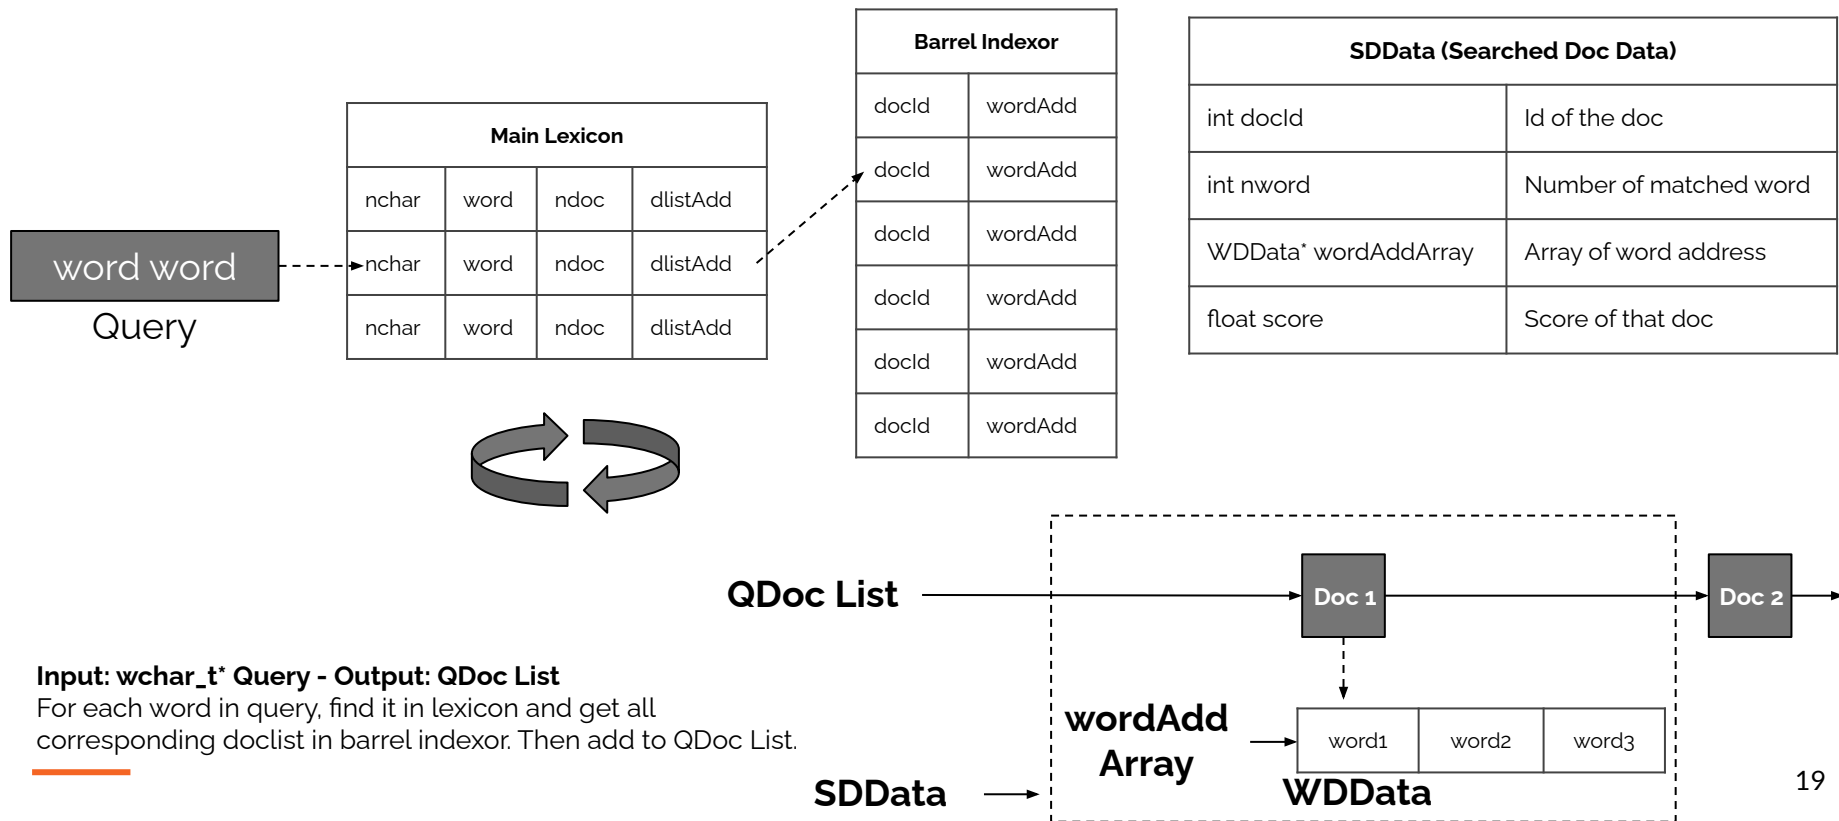 word word
Query
Main Lexicon
nchar word ndoc dlistAdd
nchar word ndoc dlistAdd
nchar word ndoc dlistAdd
Barrel Indexor
docId wordAdd
docId wordAdd
docId wordAdd
docId wordAdd
docId wordAdd
docId wordAdd
SDData (Searched Doc Data)
int docId Id of the doc
int nword Number of matched word
WDData* wordAddArray Array of word address
float score Score of that doc
QDoc List
Doc 1
Doc 2
Input: wchar_t* Query - Output: QDoc List
For each word in query, find it in lexicon and get all
corresponding doclist in barrel indexor. Then add to QDoc List.
wordAdd
Array
word1 word2 word3
SDData
WDData
19